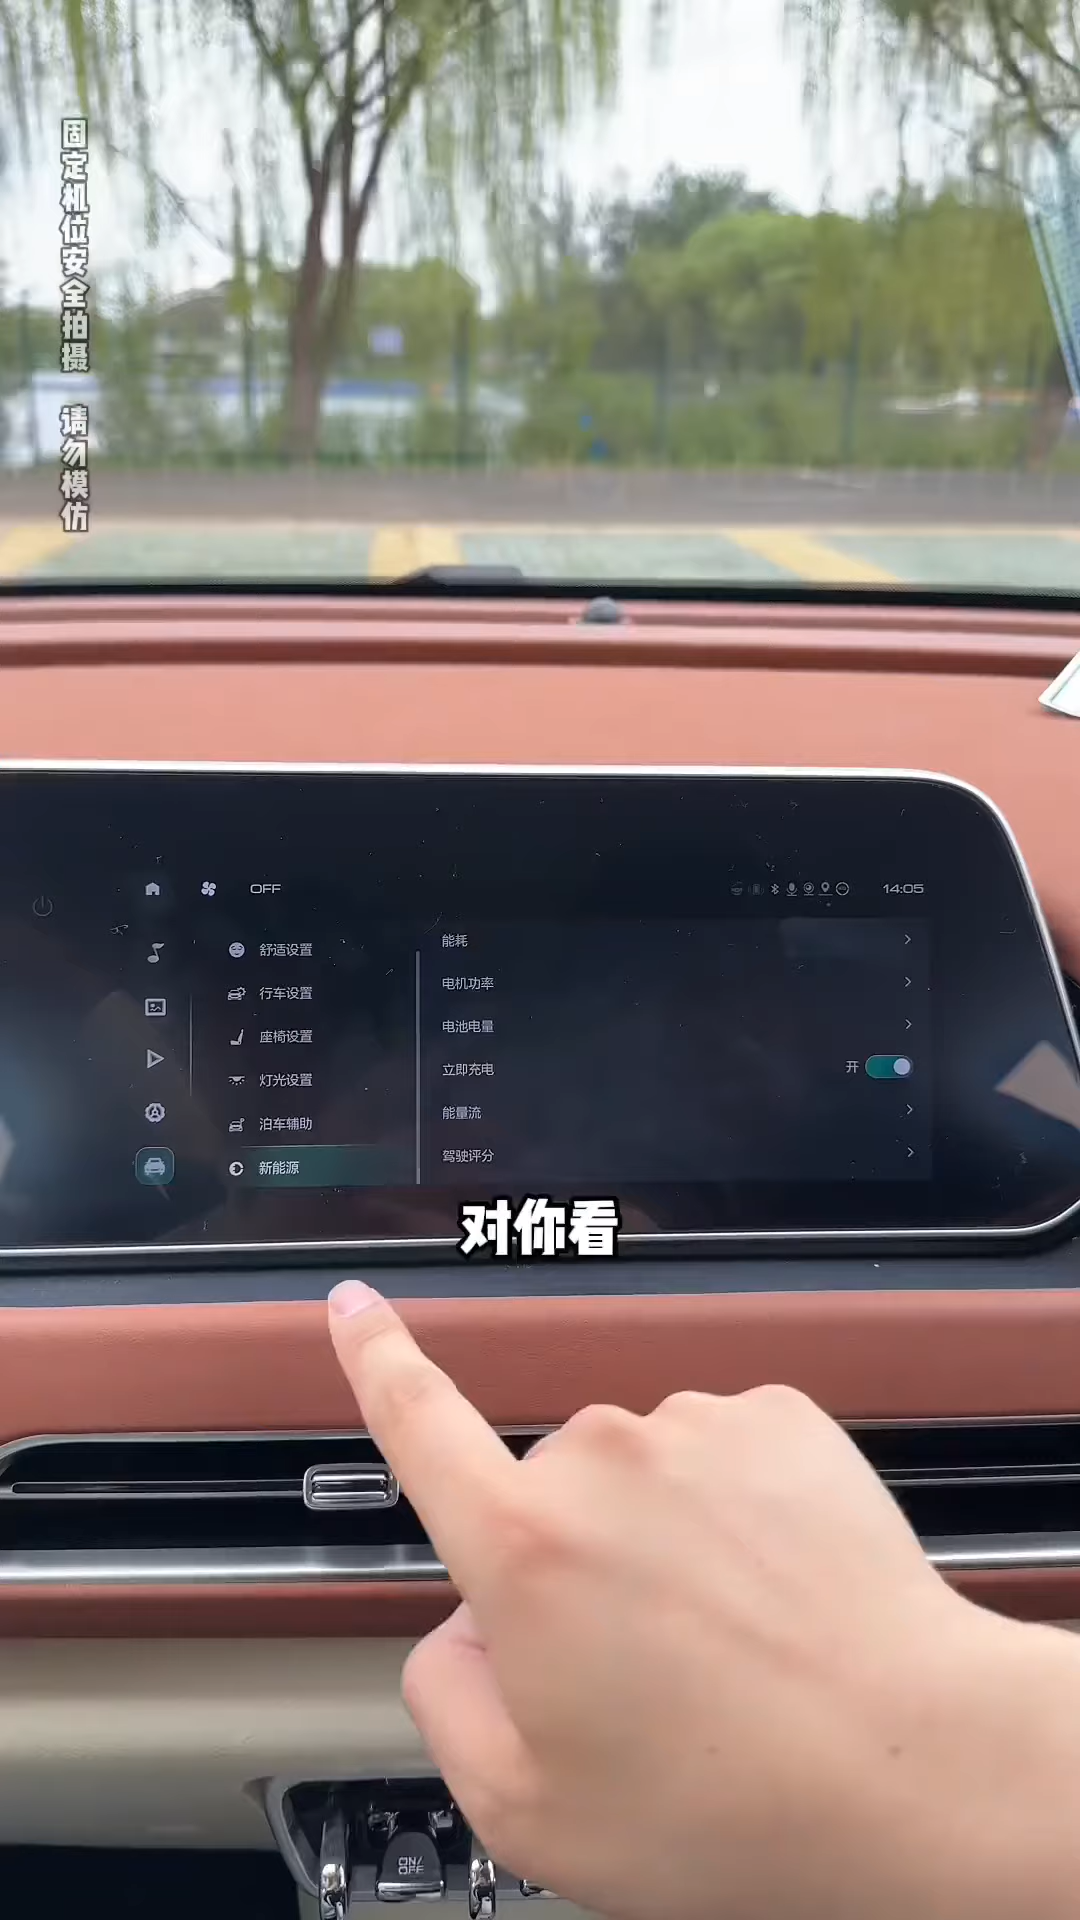 固定机位安全拍摄 请勿模仿
OFF
14:05
舒适设置
行车设置
座椅设置
灯光设置
泊车辅助
新能源
能耗
电机功率
电池电量
立即充电
开
能量流
驾驶评分
对你看
ON/
OFF